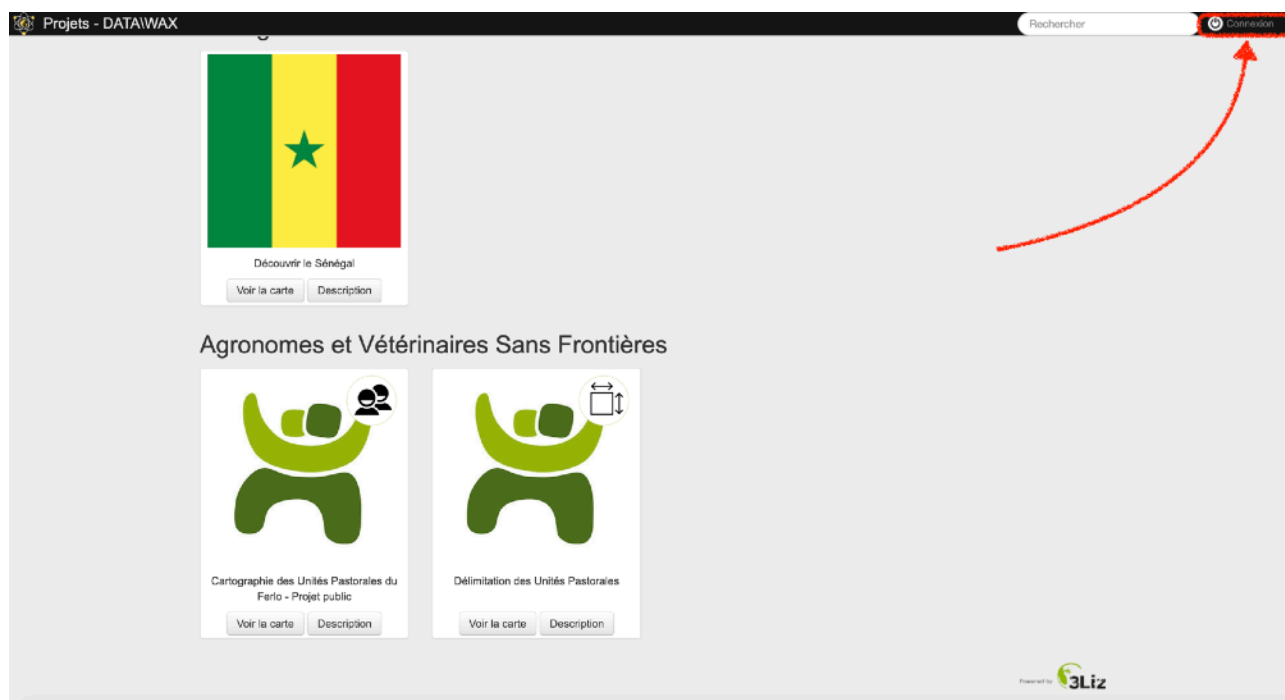 Projets - DATA\WAX
Rechercher
Connexion
Découvrir le Sénégal
Voir la carte
Description
Agronomes et Vétérinaires Sans Frontières
Cartographie des Unités Pastorales du
Ferlo - Projet public
Voir la carte
Description
Délimitation des Unités Pastorales
Voir la carte
Description
Powered by
3Liz